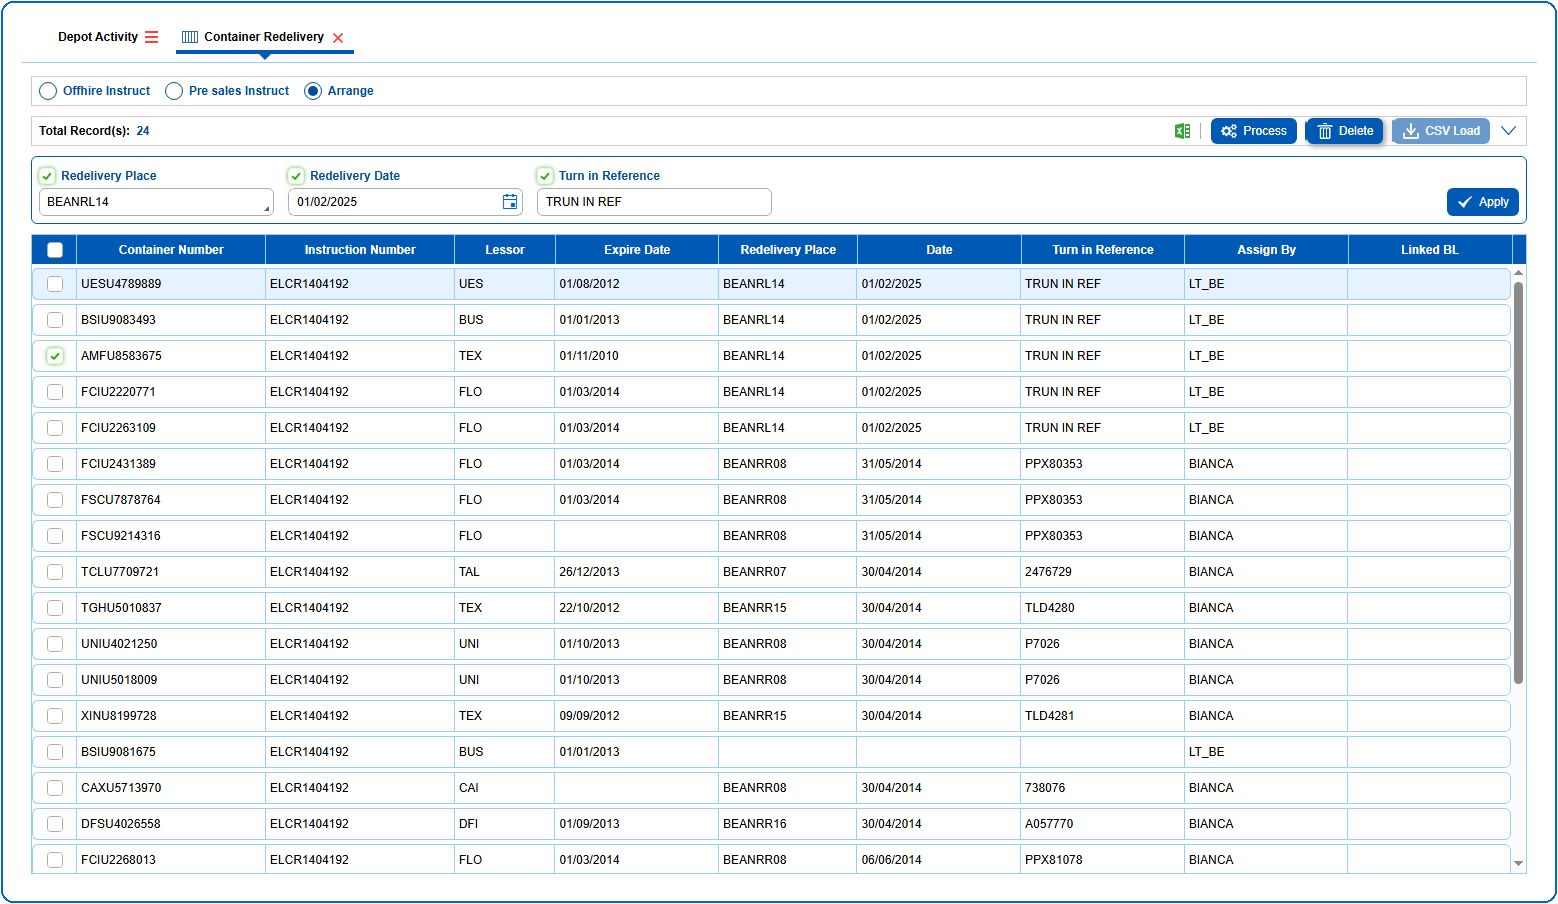 Depot Activity Container Redelivery
Offhire Instruct Pre sales Instruct Arrange
Total Record(s): 24 Process Delete CSV Load
Redelivery Place Redelivery Date Turn in Reference
BEANRL14 01/02/2025 TRUN IN REF Apply
Container Number Instruction Number Lessor Expire Date Redelivery Place Date Turn in Reference Assign By Linked BL
UESU4789889 ELCR1404192 UES 01/08/2012 BEANRL14 01/02/2025 TRUN IN REF LT_BE
BSIU9083493 ELCR1404192 BUS 01/01/2013 BEANRL14 01/02/2025 TRUN IN REF LT_BE
AMFU8583675 ELCR1404192 TEX 01/11/2010 BEANRL14 01/02/2025 TRUN IN REF LT_BE
FCIU2220771 ELCR1404192 FLO 01/03/2014 BEANRL14 01/02/2025 TRUN IN REF LT_BE
FCIU2263109 ELCR1404192 FLO 01/03/2014 BEANRL14 01/02/2025 TRUN IN REF LT_BE
FCIU2431389 ELCR1404192 FLO 01/03/2014 BEANRR08 31/05/2014 PPX80353 BIANCA
FSCU7878764 ELCR1404192 FLO 01/03/2014 BEANRR08 31/05/2014 PPX80353 BIANCA
FSCU9214316 ELCR1404192 FLO BEANRR08 31/05/2014 PPX80353 BIANCA
TCLU7709721 ELCR1404192 TAL 26/12/2013 BEANRR07 30/04/2014 2476729 BIANCA
TGHU5010837 ELCR1404192 TEX 22/10/2012 BEANRR15 30/04/2014 TLD4280 BIANCA
UNIU4021250 ELCR1404192 UNI 01/10/2013 BEANRR08 30/04/2014 P7026 BIANCA
UNIU5018009 ELCR1404192 UNI 01/10/2013 BEANRR08 30/04/2014 P7026 BIANCA
XINU8199728 ELCR1404192 TEX 09/09/2012 BEANRR15 30/04/2014 TLD4281 BIANCA
BSIU9081675 ELCR1404192 BUS 01/01/2013 LT_BE
CAXU5713970 ELCR1404192 CAI BEANRR08 30/04/2014 738076 BIANCA
DFSU4026558 ELCR1404192 DFI 01/09/2013 BEANRR16 30/04/2014 A057770 BIANCA
FCIU2268013 ELCR1404192 FLO 01/03/2014 BEANRR08 06/06/2014 PPX81078 BIANCA